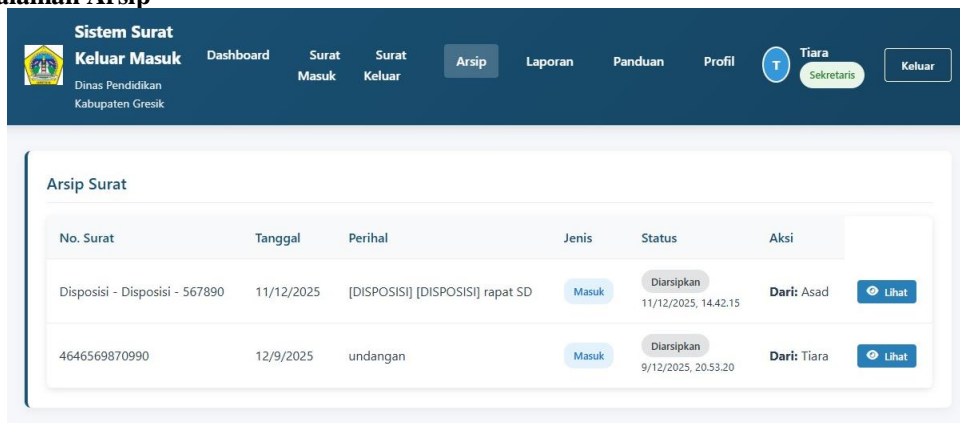 Arsip
Sistem Surat
Keluar Masuk
Dinas Pendidikan
Kabupaten Gresik
Dashboard
Surat
Masuk
Surat
Keluar
Arsip
Laporan
Panduan
Profil
T
Tiara
Sekretaris
Keluar
Arsip Surat
No. Surat Tanggal Perihal Jenis Status Aksi
Disposisi - Disposisi - 567890 11/12/2025 [DISPOSISI] [DISPOSISI] rapat SD Masuk Diarsipkan Dari: Asad Lihat
11/12/2025, 14.42.15
4646569870990 12/9/2025 undangan Masuk Diarsipkan Dari: Tiara Lihat
9/12/2025, 20.53.20